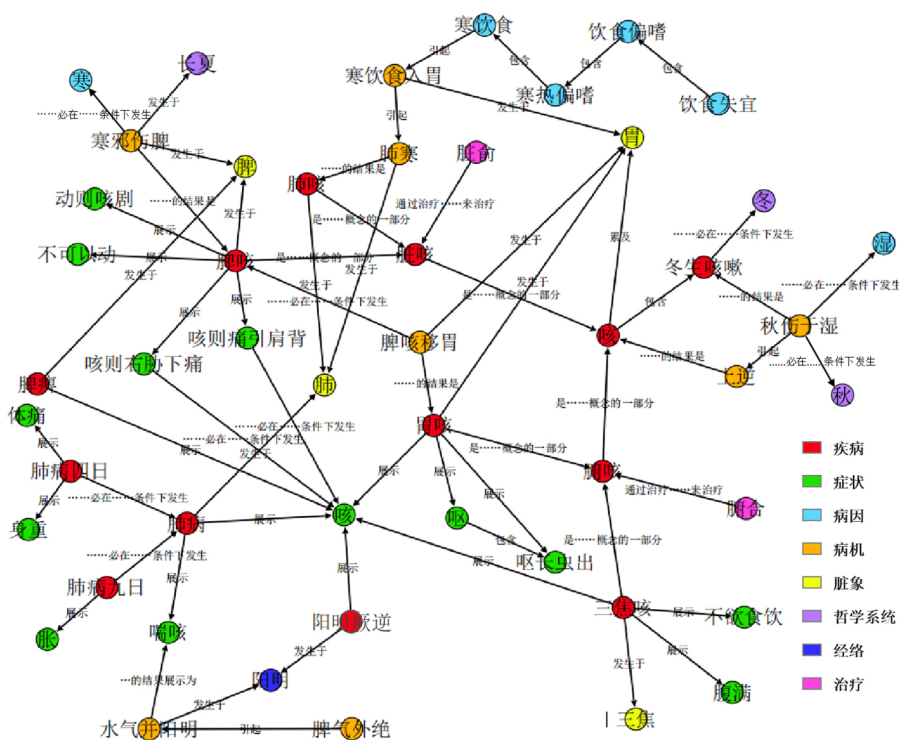 寒饮食
饮食偏嗜
长夏
引起
寒
寒饮食入胃
包含
包含
寒热偏嗜
饮食失宜
发生于
发生于
……必在……条件下发生
引起
寒邪伤脾
胃
发生于
肺寒
脏俞
脾
……的结果是
肺咳
动则咳剧
……的结果是
通过治疗……来治疗
冬
展示
发生于
是……概念的一部分
累及
……必在……条件下发生
湿
不可以动
展示
脾咳
是……概念的一部分
发生于
脏咳
发生于
冬生咳嗽
发生于
发生于
发生于
……必在……条件下发生
展示
……必在……条件下发生
是……概念的一部分
包含
……的结果是
咳则痛引肩背
脾咳移胃
咳
秋伤于湿
咳则右胁下痛
……的结果是
引起
……必在……条件下发生
上逆
脾痹
肺
……的结果是
秋
体痛
是……概念的一部分
胃咳
……必在……条件下发生
……必在……条件下发生
展示
展示
发生于
是……概念的一部分
疾病
肺病四日
展示
展示
展示
腑咳
症状
展示
……必在……条件下发生
通过治疗……来治疗
腑合
身重
肺病
展示
咳
呕
病因
……必在……条件下发生
包含
是……概念的一部分
病机
呕长虫出
展示
肺病九日
展示
脏象
展示
三焦咳
展示
不欲食饮
哲学系统
胀
喘咳
阳明厥逆
经络
发生于
发生于
展示
…的结果展示为
阳明
腹满
治疗
发生于
水气并阳明
引起
脾气外绝
三焦